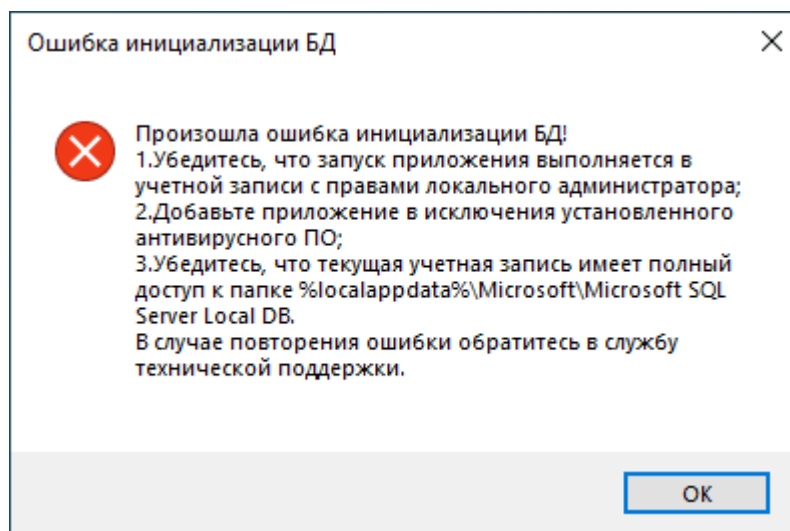 Ошибка инициализации БД
Произошла ошибка инициализации БД!
1.Убедитесь, что запуск приложения выполняется в
учетной записи с правами локального администратора;
2.Добавьте приложение в исключения установленного
антивирусного ПО;
3.Убедитесь, что текущая учетная запись имеет полный
доступ к папке %localappdata%\Microsoft\Microsoft SQL
Server Local DB.
В случае повторения ошибки обратитесь в службу
технической поддержки.
ОК